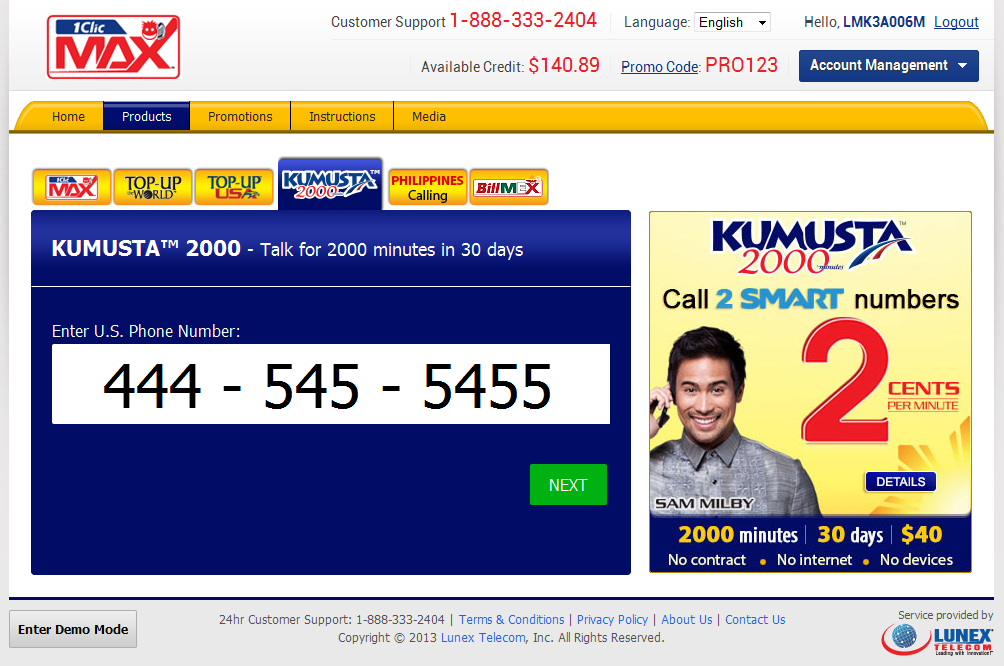 1Clic
MAX
Customer Support 1-888-333-2404
Language: English
Hello, LMK3A006M Logout
Available Credit: $140.89
Promo Code: PRO123
Account Management
Home
Products
Promotions
Instructions
Media
1Clic
MAX
TOP-UP
the WORLD
TOP-UP
USA
KUMUSTA™
2000
PHILIPPINES
Calling
BillMEX
KUMUSTA™ 2000 - Talk for 2000 minutes in 30 days
Enter U.S. Phone Number:
444 - 545 - 5455
NEXT
KUMUSTA™
2000 minutes
Call 2 SMART numbers
2 CENTS
PER MINUTE
DETAILS
SAM MILBY
2000 minutes | 30 days | $40
No contract • No internet • No devices
Enter Demo Mode
24hr Customer Support: 1-888-333-2404 | Terms & Conditions | Privacy Policy | About Us | Contact Us
Copyright © 2013 Lunex Telecom, Inc. All Rights Reserved.
Service provided by
LUNEX
TELECOM
Leading with Innovation™